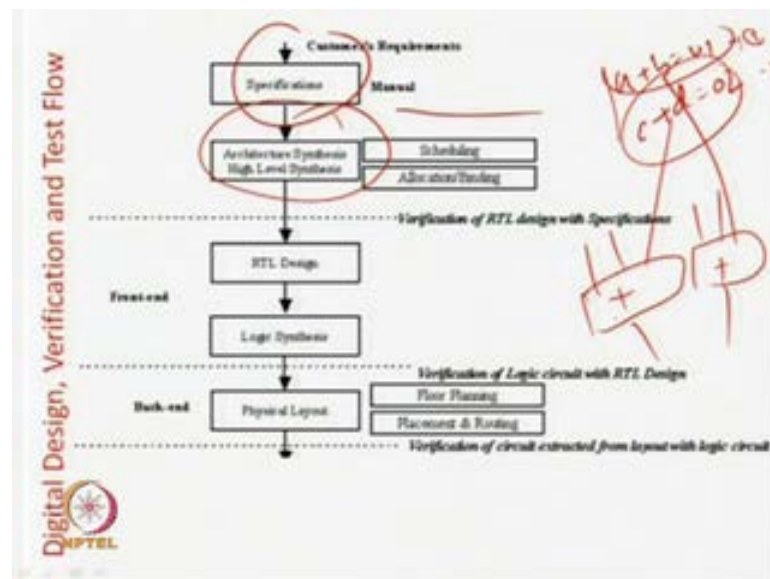 Digital Design, Verification and Test Flow
Customer's Requirements
Specifications
Manual
Architecture Synthesis
High Level Synthesis
Scheduling
Allocation/Binding
Verification of RTL design with Specifications
RTL Design
Front-end
Logic Synthesis
Verification of Logic circuit with RTL Design
Back-end
Physical Layout
Floor Planning
Placement & Routing
Verification of circuit extracted from layout with logic circuit
c+d=02
+
+
NPTEL